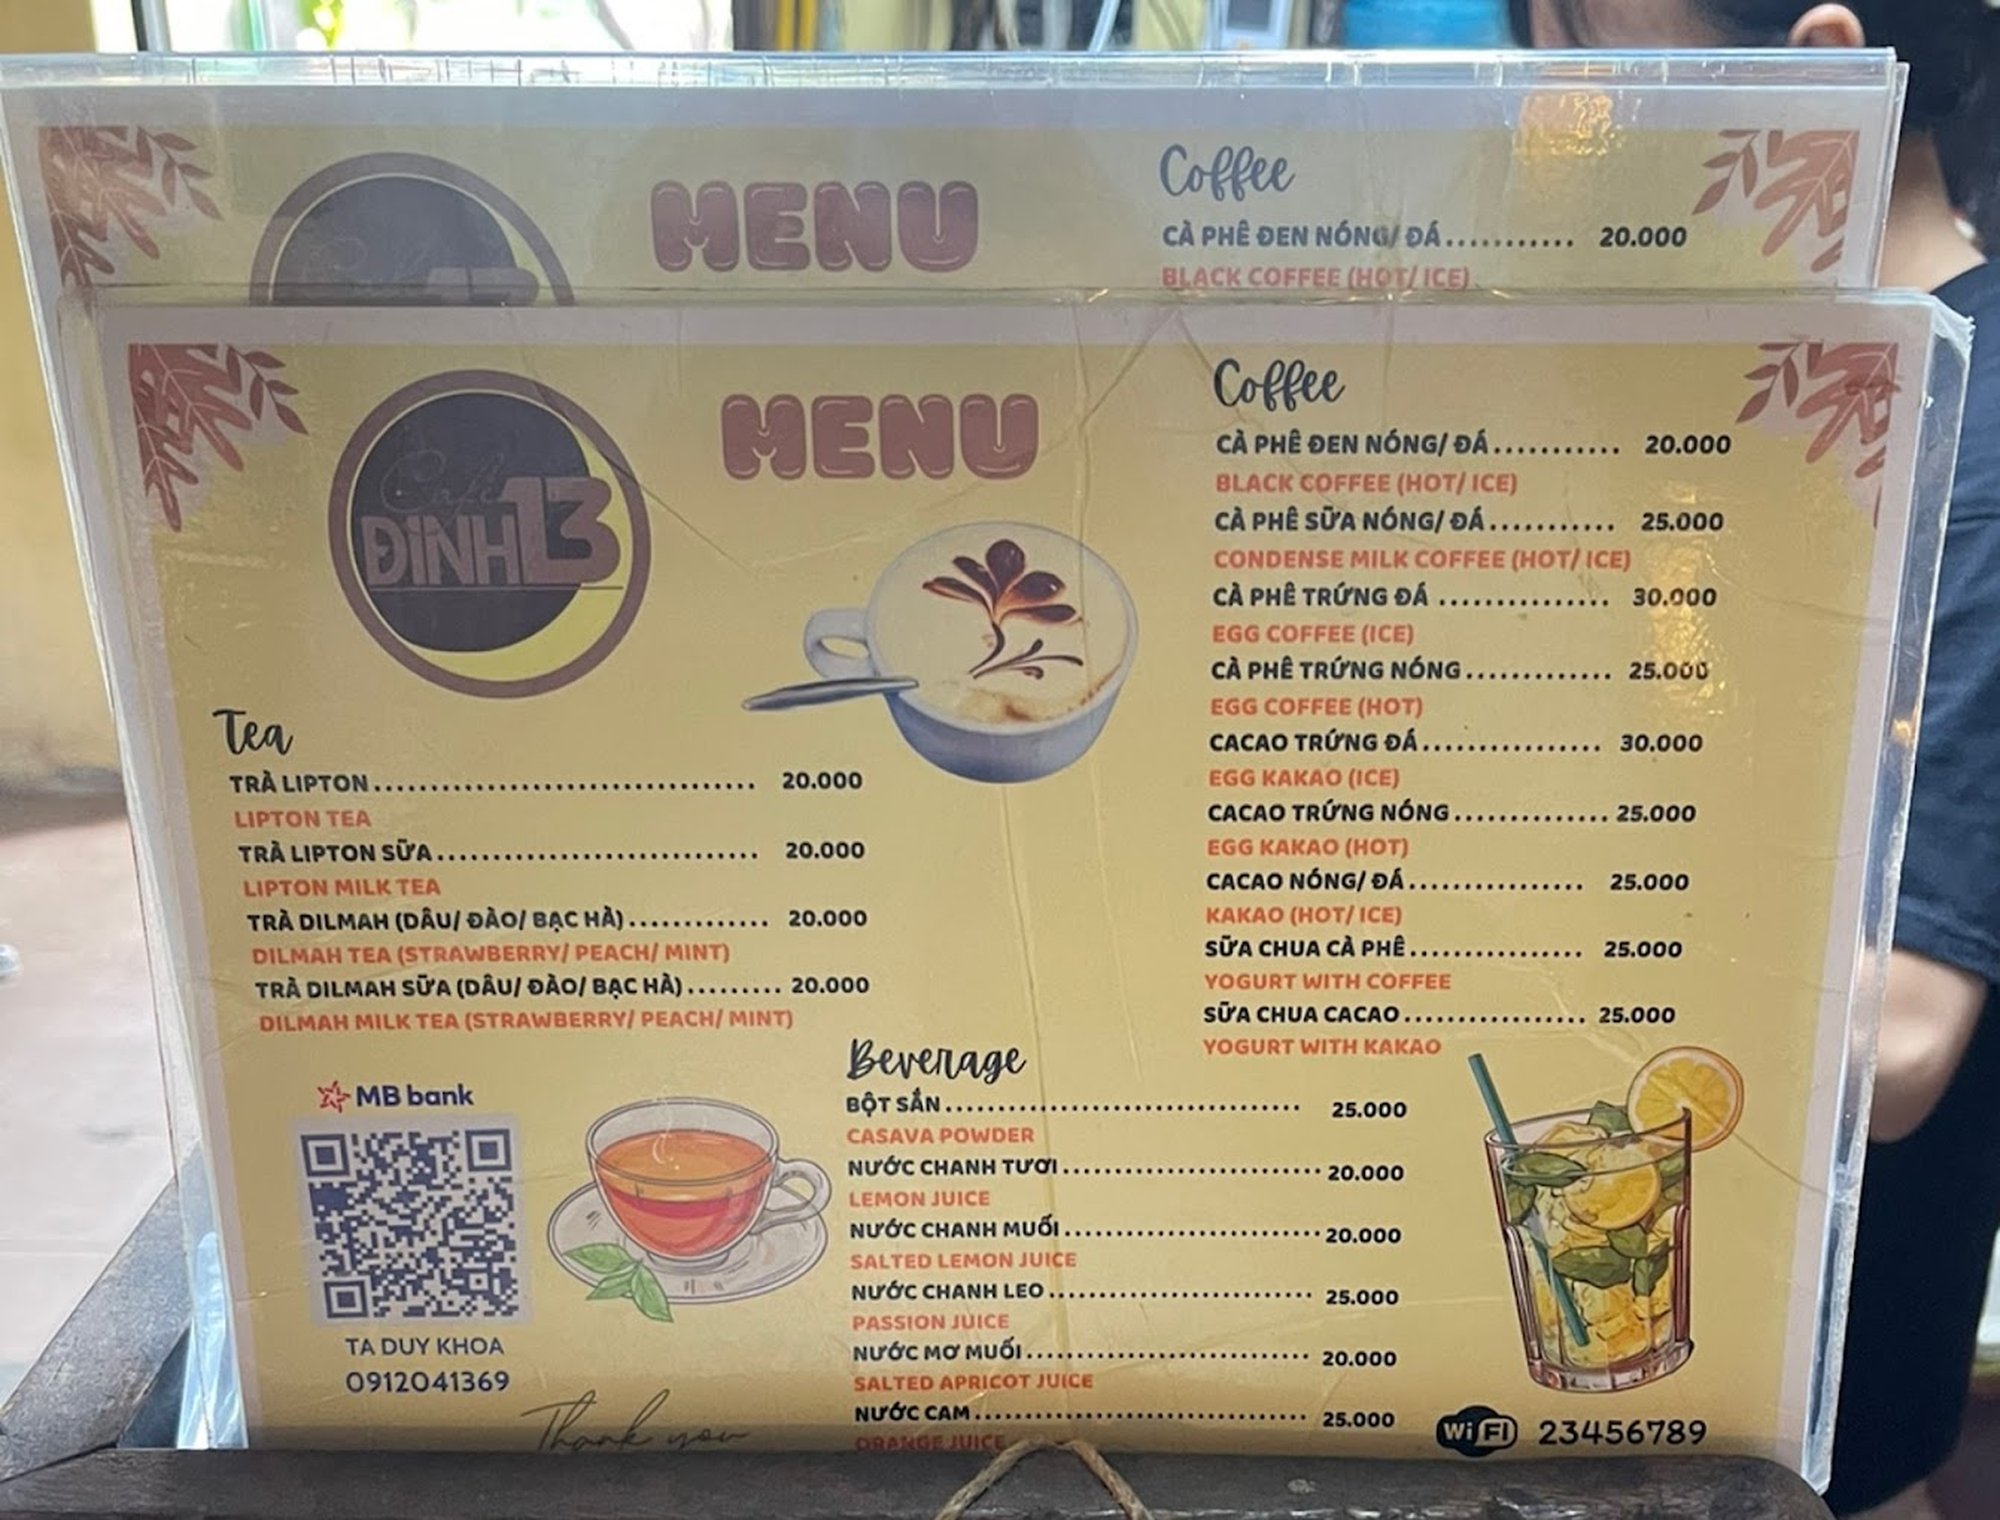 MENU
Coffee
CÀ PHÊ ĐEN NÓNG/ ĐÁ........... 20.000
BLACK COFFEE (HOT/ ICE)
Café
ĐINH13
MENU
Coffee
CÀ PHÊ ĐEN NÓNG/ ĐÁ........... 20.000
BLACK COFFEE (HOT/ ICE)
CÀ PHÊ SỮA NÓNG/ ĐÁ........... 25.000
CONDENSE MILK COFFEE (HOT/ ICE)
CÀ PHÊ TRỨNG ĐÁ ............... 30.000
EGG COFFEE (ICE)
CÀ PHÊ TRỨNG NÓNG............. 25.000
EGG COFFEE (HOT)
CACAO TRỨNG ĐÁ................ 30.000
EGG KAKAO (ICE)
CACAO TRỨNG NÓNG.............. 25.000
EGG KAKAO (HOT)
CACAO NÓNG/ ĐÁ................ 25.000
KAKAO (HOT/ ICE)
SỮA CHUA CÀ PHÊ................ 25.000
YOGURT WITH COFFEE
SỮA CHUA CACAO................. 25.000
YOGURT WITH KAKAO
Tea
TRÀ LIPTON.................................. 20.000
LIPTON TEA
TRÀ LIPTON SỮA.............................. 20.000
LIPTON MILK TEA
TRÀ DILMAH (DÂU/ ĐÀO/ BẠC HÀ)............. 20.000
DILMAH TEA (STRAWBERRY/ PEACH/ MINT)
TRÀ DILMAH SỮA (DÂU/ ĐÀO/ BẠC HÀ)......... 20.000
DILMAH MILK TEA (STRAWBERRY/ PEACH/ MINT)
MB bank
TA DUY KHOA
0912041369
Thank you
Beverage
BỘT SẮN............................... 25.000
CASAVA POWDER
NƯỚC CHANH TƯƠI...................... 20.000
LEMON JUICE
NƯỚC CHANH MUỐI...................... 20.000
SALTED LEMON JUICE
NƯỚC CHANH LEO....................... 25.000
PASSION JUICE
NƯỚC MƠ MUỐI......................... 20.000
SALTED APRICOT JUICE
NƯỚC CAM............................. 25.000
ORANGE JUICE
WiFi 23456789